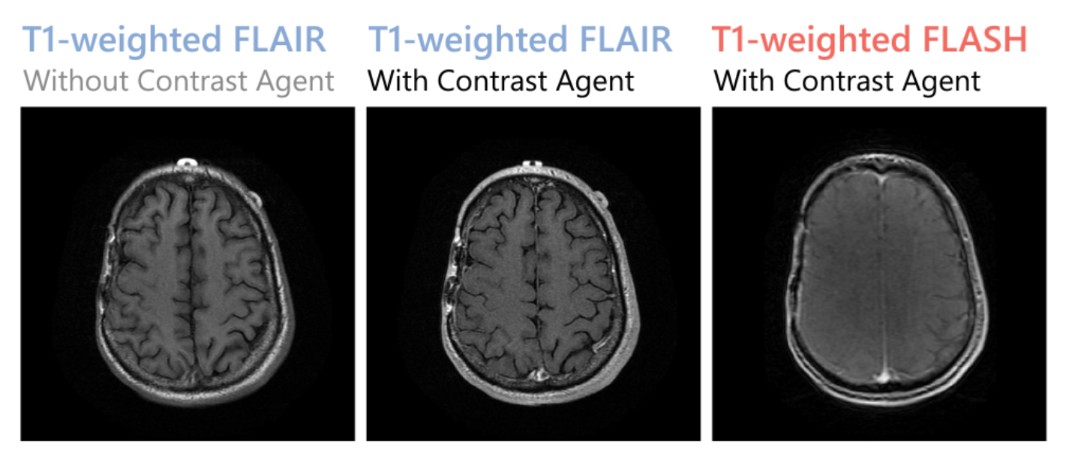 T1-weighted FLAIR
Without Contrast Agent
T1-weighted FLAIR
With Contrast Agent
T1-weighted FLASH
With Contrast Agent